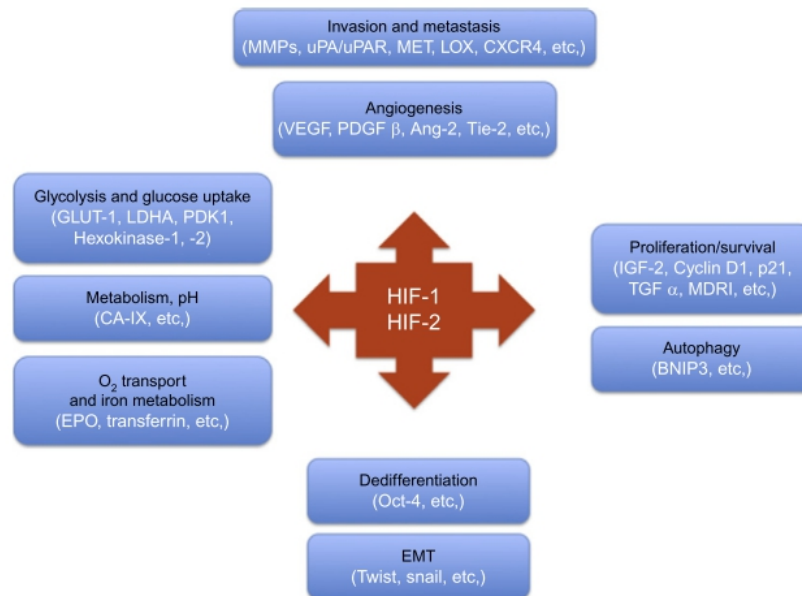 Invasion and metastasis
(MMPs, uPA/uPAR, MET, LOX, CXCR4, etc,)
Angiogenesis
(VEGF, PDGF β, Ang-2, Tie-2, etc,)
Glycolysis and glucose uptake
(GLUT-1, LDHA, PDK1,
Hexokinase-1, -2)
Metabolism, pH
(CA-IX, etc,)
O₂ transport
and iron metabolism
(EPO, transferrin, etc,)
HIF-1
HIF-2
Proliferation/survival
(IGF-2, Cyclin D1, p21,
TGF α, MDRI, etc,)
Autophagy
(BNIP3, etc,)
Dedifferentiation
(Oct-4, etc,)
EMT
(Twist, snail, etc,)